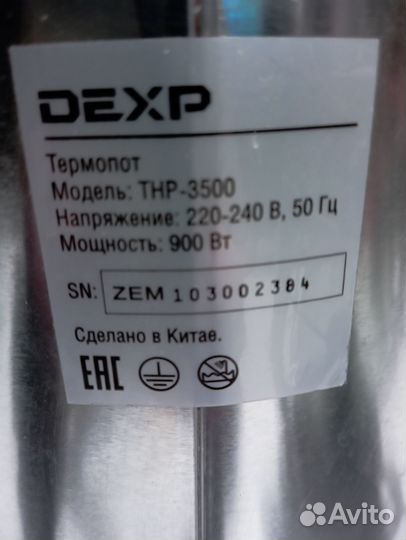 DEXP
Термопот
Модель: THP-3500
Напряжение: 220-240 В, 50 Гц
Мощность: 900 Вт
SN: ZEM 103002384
Сделано в Китае.
EAC
Avito